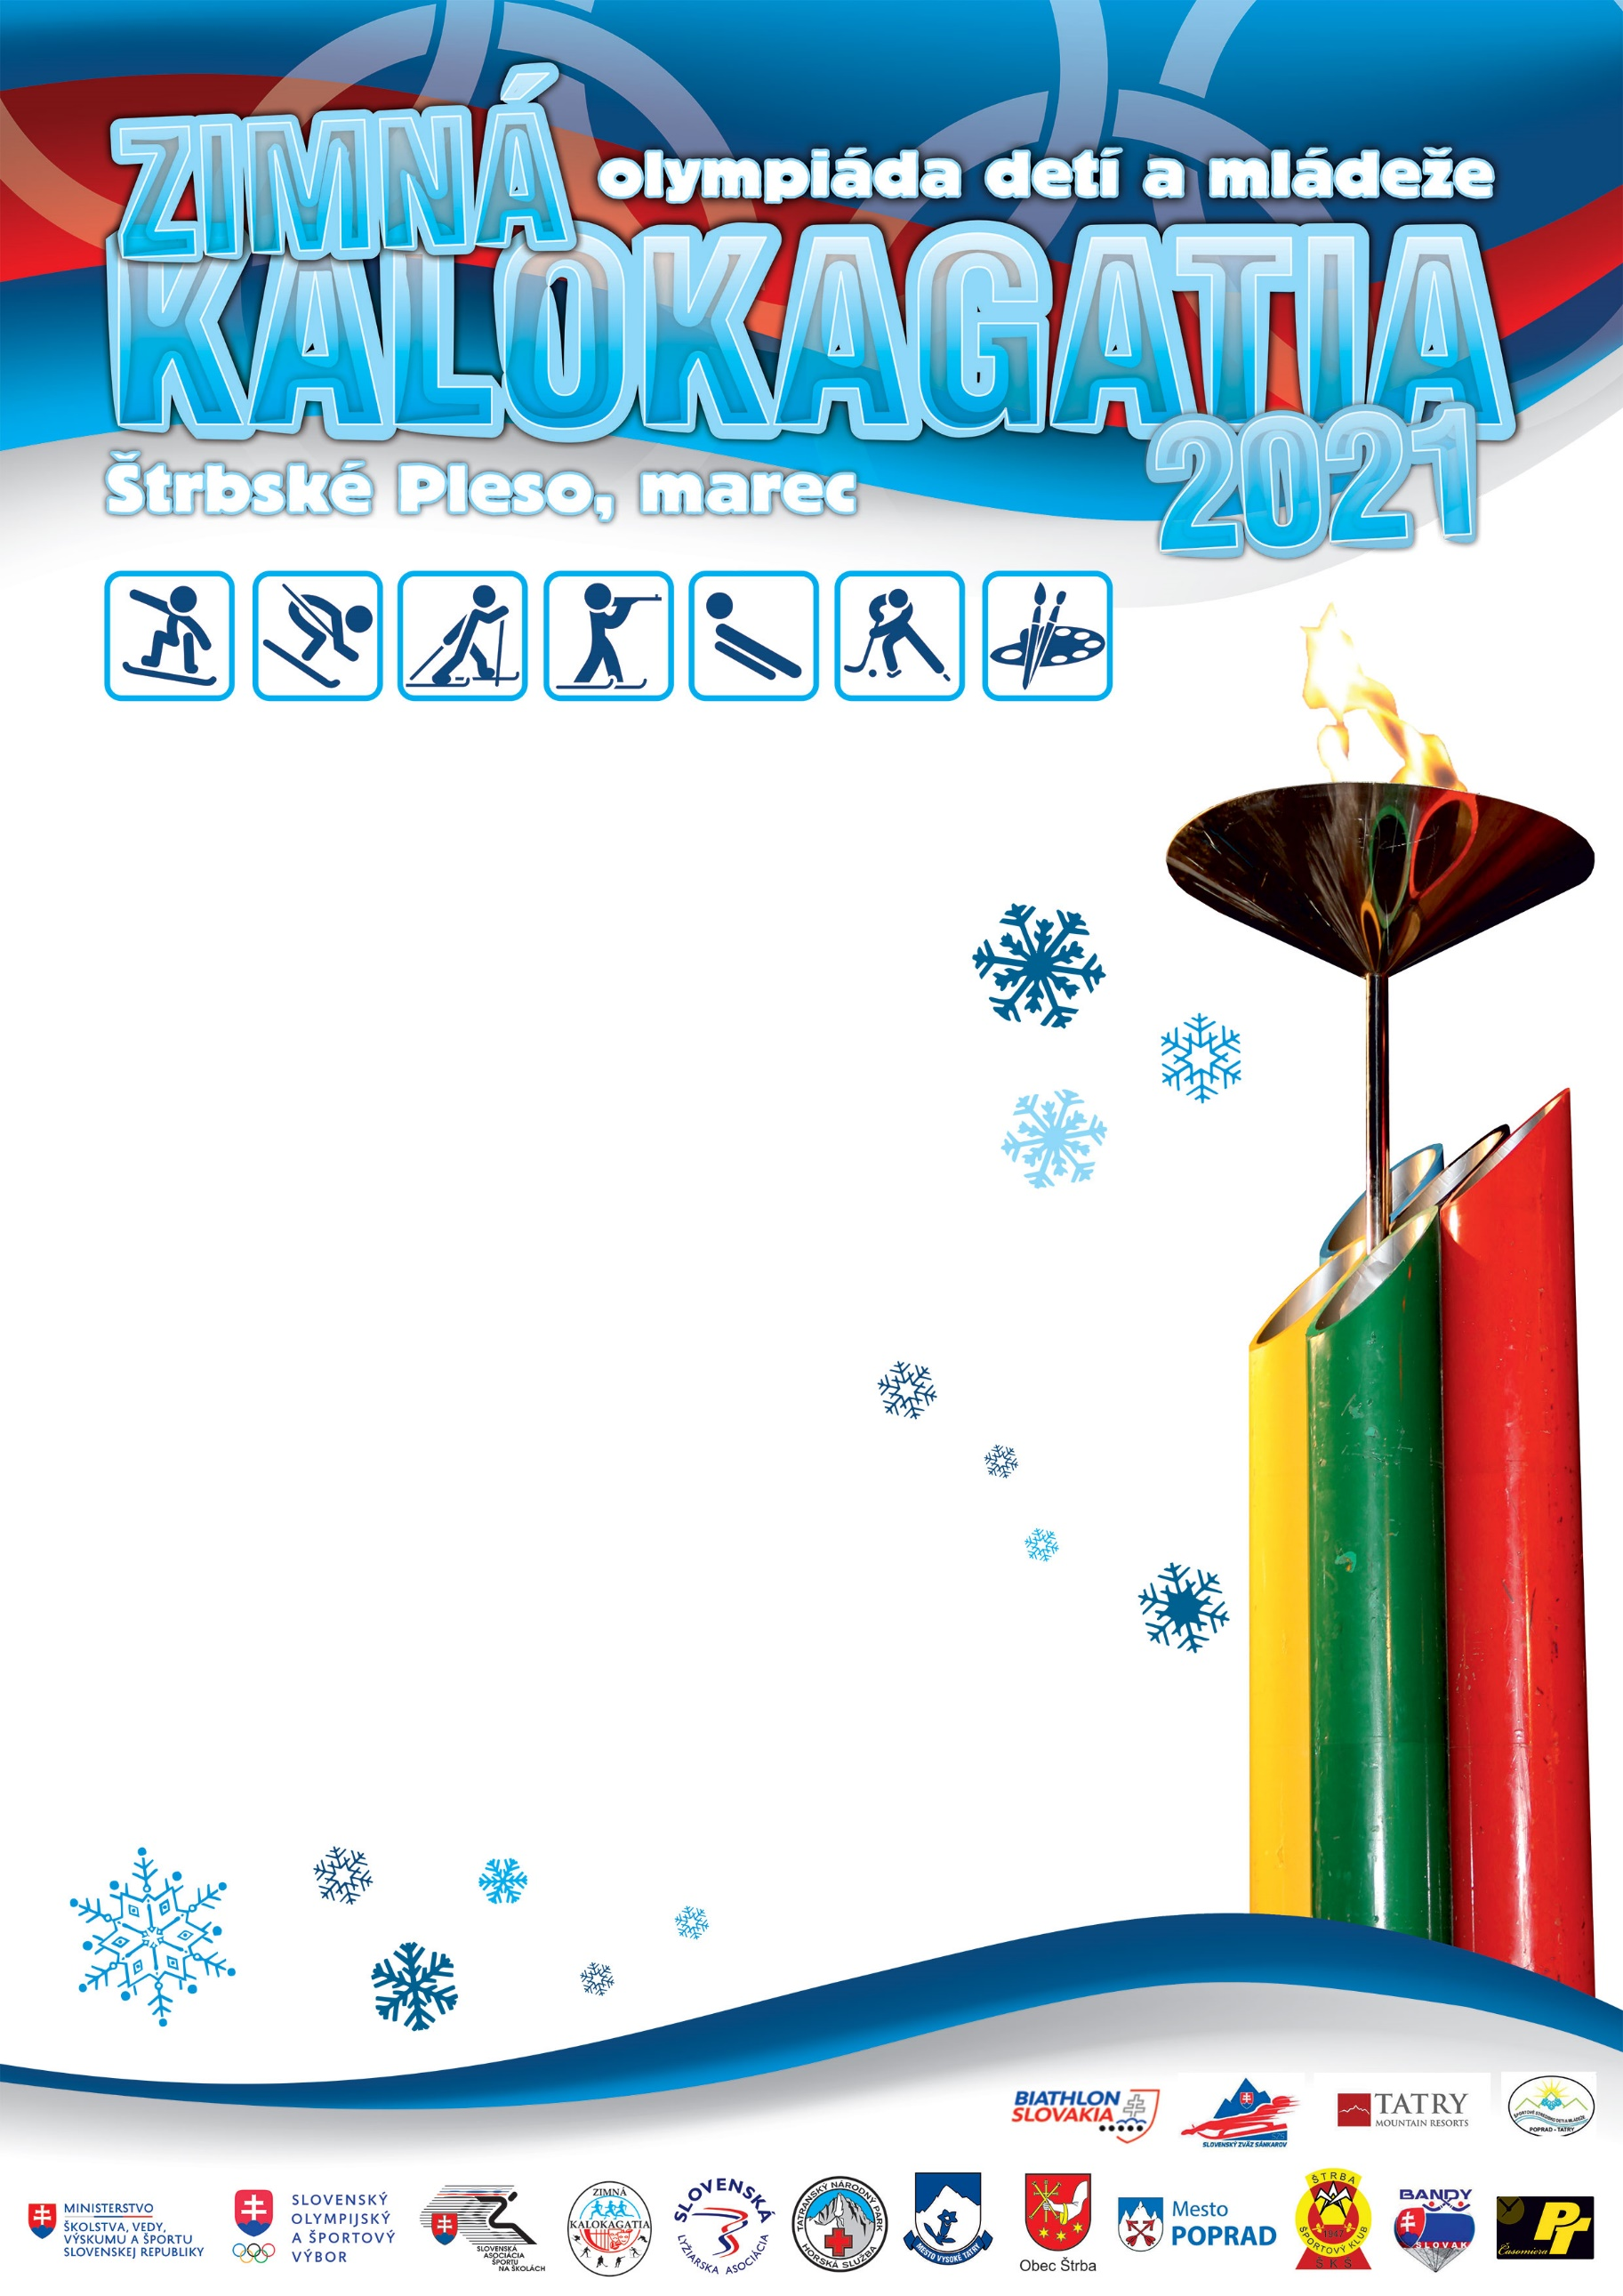 ZIMNÁ
olympiáda detí a mládeže
KALOKAGATIA
2021
Štrbské Pleso, marec
BIATHLON
SLOVAKIA
SLOVENSKÝ ZVÄZ SÁNKAROV
TATRY
MOUNTAIN RESORTS
POPRAD - TATRY
MINISTERSTVO
ŠKOLSTVA, VEDY,
VÝSKUMU A ŠPORTU
SLOVENSKEJ REPUBLIKY
SLOVENSKÝ
OLYMPIJSKÝ
A ŠPORTOVÝ
VÝBOR
SLOVENSKÁ
ASOCIÁCIA
ŠPORTU
NA ŠKOLÁCH
ZIMNÁ
KALOKAGATIA
SLOVENSKÁ
LYŽIARSKA ASOCIÁCIA
TATRANSKÝ NÁRODNÝ PARK
HORSKÁ SLUŽBA
MESTO VYSOKÉ TATRY
Obec Štrba
Mesto
POPRAD
ŠTRBA
ŠPORTOVÝ KLUB
1947
ŠKŠ
BANDY
SLOVAK
PT
Časomiera